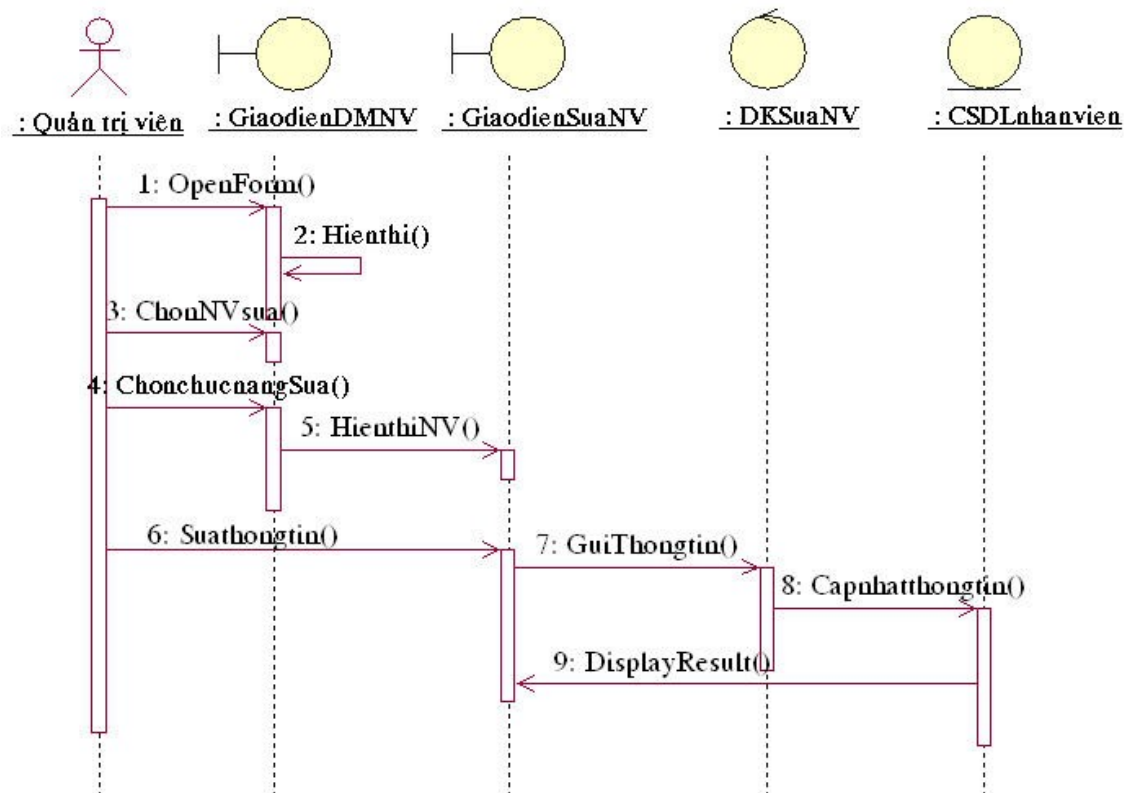 : Quản trị viên
: GiaodienDMNV
: GiaodienSuaNV
: DKSuaNV
: CSDLnhanvien
1: OpenForm()
2: Hienthi()
3: ChonNVsua()
4: ChonchucnangSua()
5: HienthiNV()
6: Suathongtin()
7: GuiThongtin()
8: Capnhatthongtin()
9: DisplayResult()